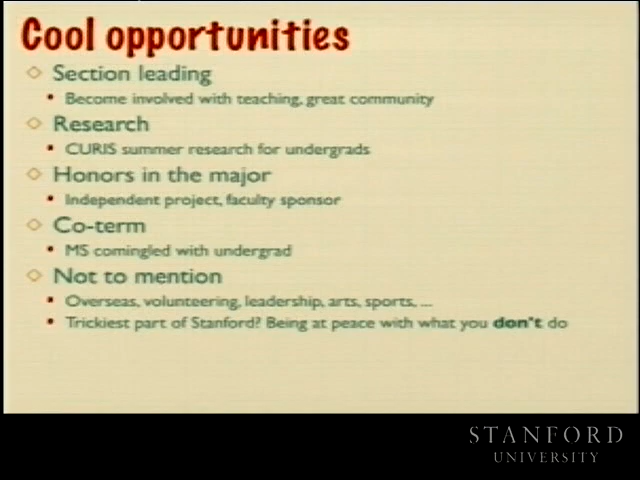 Cool opportunities
Section leading
Become involved with teaching, great community
Research
CURIS summer research for undergrads
Honors in the major
Independent project, faculty sponsor
Co-term
MS comingled with undergrad
Not to mention
Overseas, volunteering, leadership, arts, sports, ...
Trickiest part of Stanford? Being at peace with what you don't do
STANFORD
UNIVERSITY